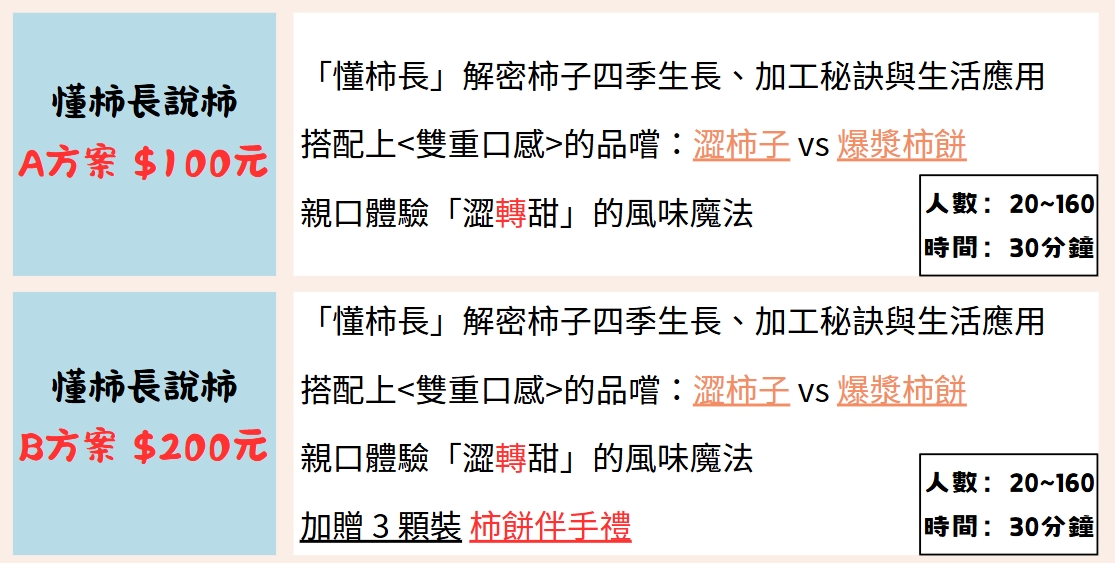 懂柿長說柿
A方案 $100元
「懂柿長」解密柿子四季生長、加工秘訣與生活應用
搭配上<雙重口感>的品嚐：澀柿子 vs 爆漿柿餅
親口體驗「澀轉甜」的風味魔法
人數：20~160
時間：30分鐘
懂柿長說柿
B方案 $200元
「懂柿長」解密柿子四季生長、加工秘訣與生活應用
搭配上<雙重口感>的品嚐：澀柿子 vs 爆漿柿餅
親口體驗「澀轉甜」的風味魔法
加贈 3 顆裝 柿餅伴手禮
人數：20~160
時間：30分鐘